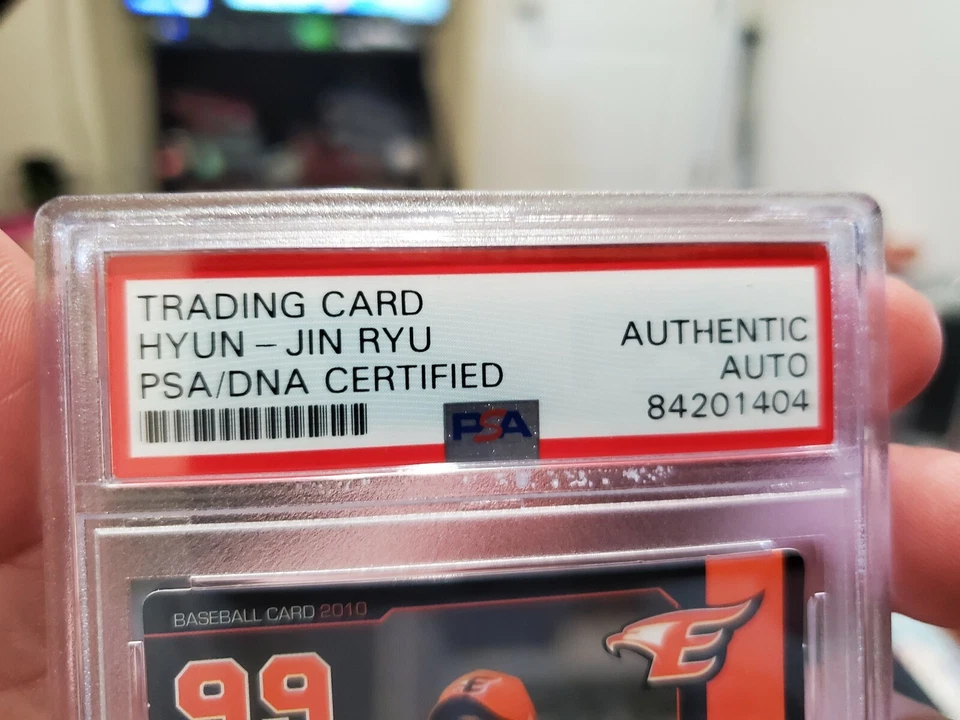 TRADING CARD
HYUN-JIN RYU
PSA/DNA CERTIFIED
AUTHENTIC
AUTO
84201404
PSA
BASEBALL CARD 2010
E
99
E